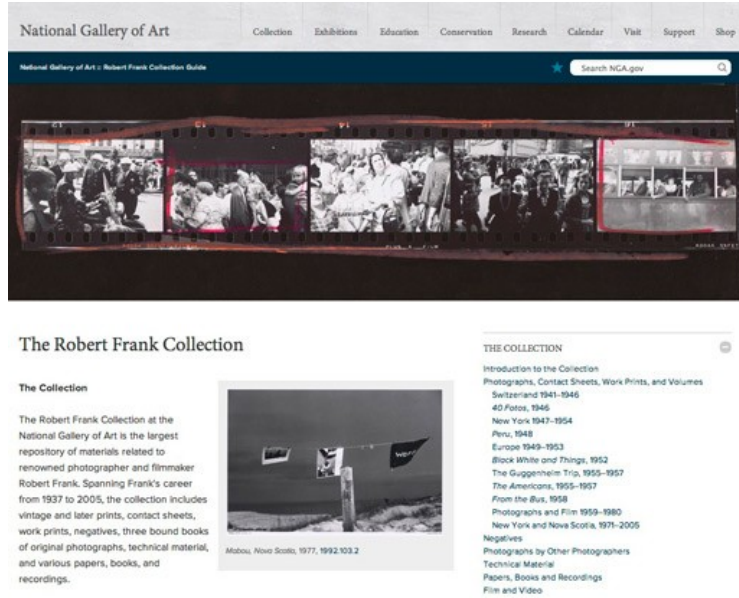 National Gallery of Art
Collection Exhibitions Education Conservation Research Calendar Visit Support Shop
National Gallery of Art :: Robert Frank Collection Guide
Search NGA.gov
The Robert Frank Collection
The Collection
The Robert Frank Collection at the
National Gallery of Art is the largest
repository of materials related to
renowned photographer and filmmaker
Robert Frank. Spanning Frank's career
from 1937 to 2005, the collection includes
vintage and later prints, contact sheets,
work prints, negatives, three bound books
of original photographs, technical material,
and various papers, books, and
recordings.
Mabou, Nova Scotia, 1977, 1992.103.2
THE COLLECTION
Introduction to the Collection
Photographs, Contact Sheets, Work Prints, and Volumes
Switzerland 1941–1946
40 Fotos, 1946
New York 1947–1954
Peru, 1948
Europe 1949–1953
Black White and Things, 1952
The Guggenheim Trip, 1955–1957
The Americans, 1955–1957
From the Bus, 1958
Photographs and Film 1959–1980
New York and Nova Scotia, 1971–2005
Negatives
Photographs by Other Photographers
Technical Material
Papers, Books and Recordings
Film and Video